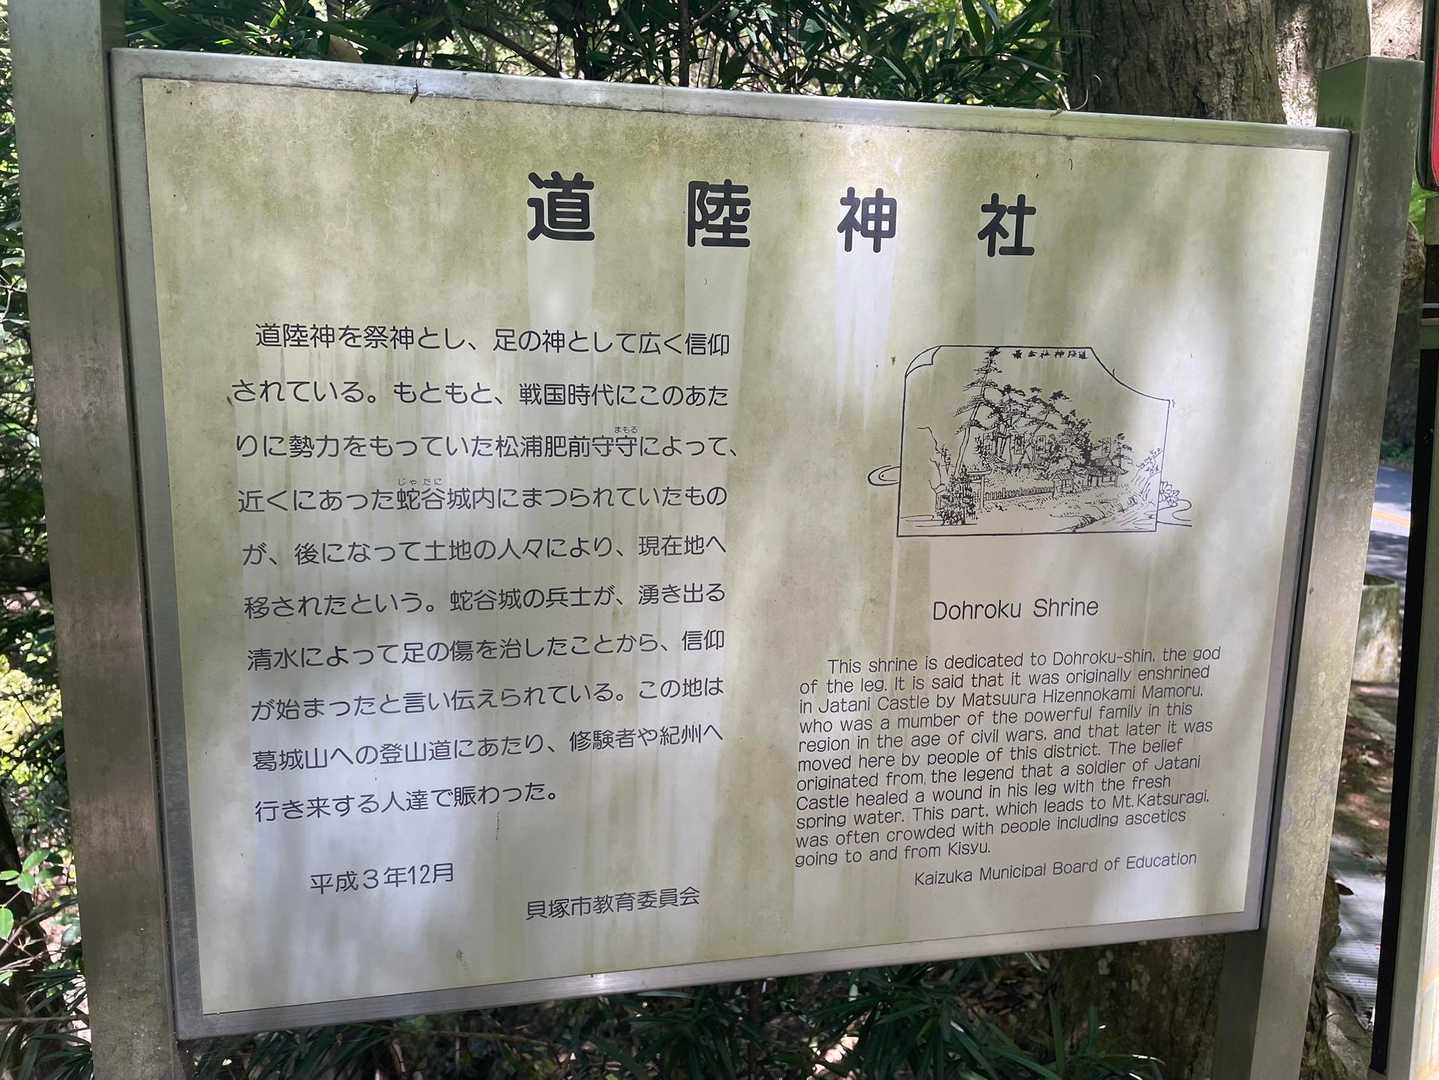 道陸神社
道陸神を祭神とし、足の神として広く信仰
されている。もともと、戦国時代にこのあた
りに勢力をもっていた松浦肥前守守によって、
まもる
近くにあった蛇谷城内にまつられていたもの
じゃたに
が、後になって土地の人々により、現在地へ
移されたという。蛇谷城の兵士が、湧き出る
清水によって足の傷を治したことから、信仰
が始まったと言い伝えられている。この地は
葛城山への登山道にあたり、修験者や紀州へ
行き来する人達で賑わった。
平成3年12月
貝塚市教育委員会
道陸神社全景
Dohroku Shrine
This shrine is dedicated to Dohroku-shin, the god
of the leg. It is said that it was originally enshrined
in Jatani Castle by Matsuura Hizennokami Mamoru,
who was a mumber of the powerful family in this
region in the age of civil wars, and that later it was
moved here by people of this district. The belief
originated from the legend that a soldier of Jatani
Castle healed a wound in his leg with the fresh
spring water. This part, which leads to Mt. Katsuragi,
was often crowded with people including ascetics
going to and from Kisyu.
Kaizuka Municipal Board of Education